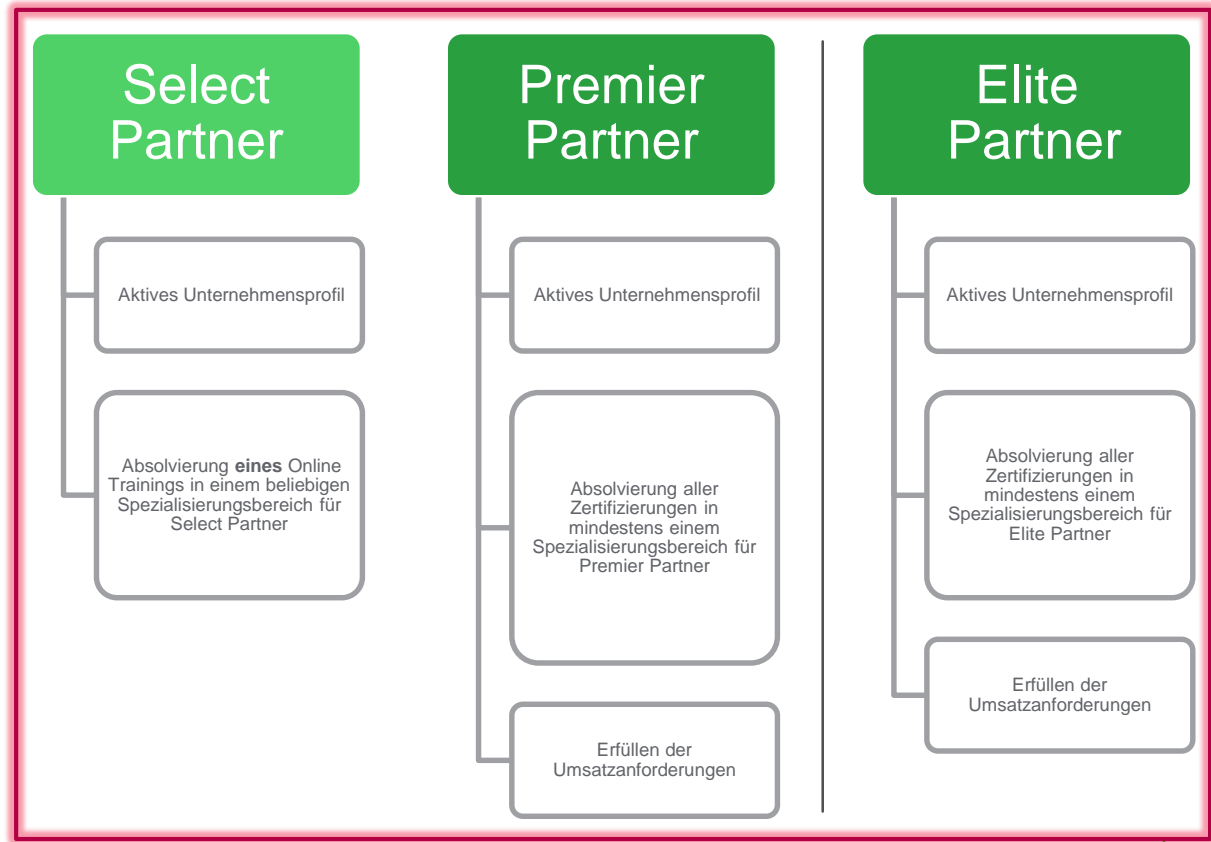 Select
Partner
Aktives Unternehmensprofil
Absolvierung eines Online
Trainings in einem beliebigen
Spezialisierungsbereich für
Select Partner
Premier
Partner
Aktives Unternehmensprofil
Absolvierung aller
Zertifizierungen in
mindestens einem
Spezialisierungsbereich für
Premier Partner
Erfüllen der
Umsatzanforderungen
Elite
Partner
Aktives Unternehmensprofil
Absolvierung aller
Zertifizierungen in
mindestens einem
Spezialisierungsbereich für
Elite Partner
Erfüllen der
Umsatzanforderungen